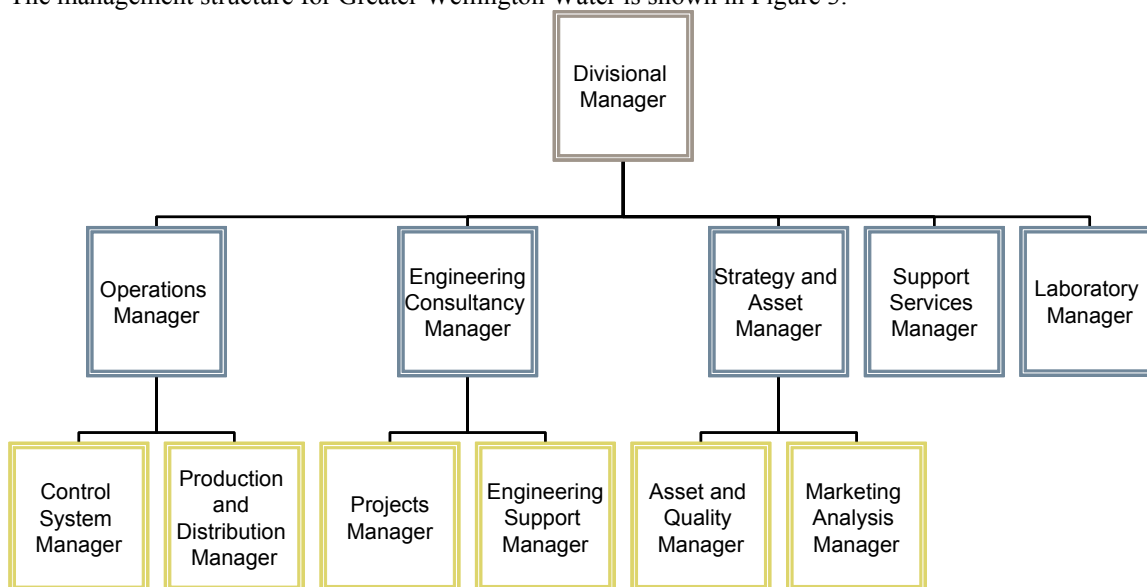 The management structure for Greater Wellington Water is shown in Figure 3.
Divisional
Manager
Operations
Manager
Engineering
Consultancy
Manager
Strategy and
Asset
Manager
Support
Services
Manager
Laboratory
Manager
Control
System
Manager
Production
and
Distribution
Manager
Projects
Manager
Engineering
Support
Manager
Asset and
Quality
Manager
Marketing
Analysis
Manager